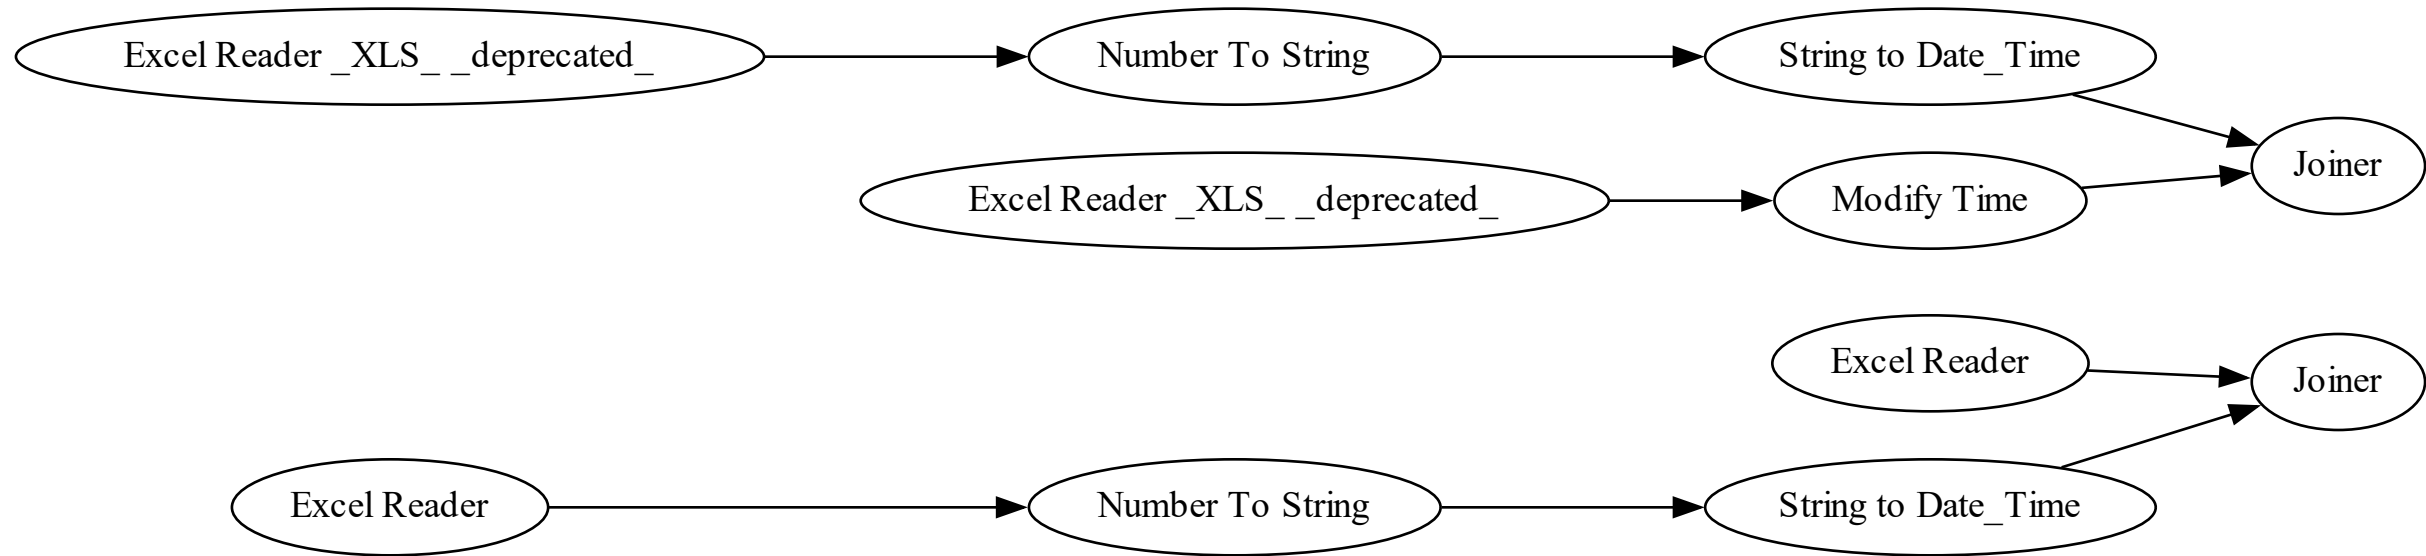 Excel Reader _XLS_ _deprecated_
Number To String
String to Date_Time
Joiner
Excel Reader _XLS_ _deprecated_
Modify Time
Excel Reader
Joiner
Excel Reader
Number To String
String to Date_Time